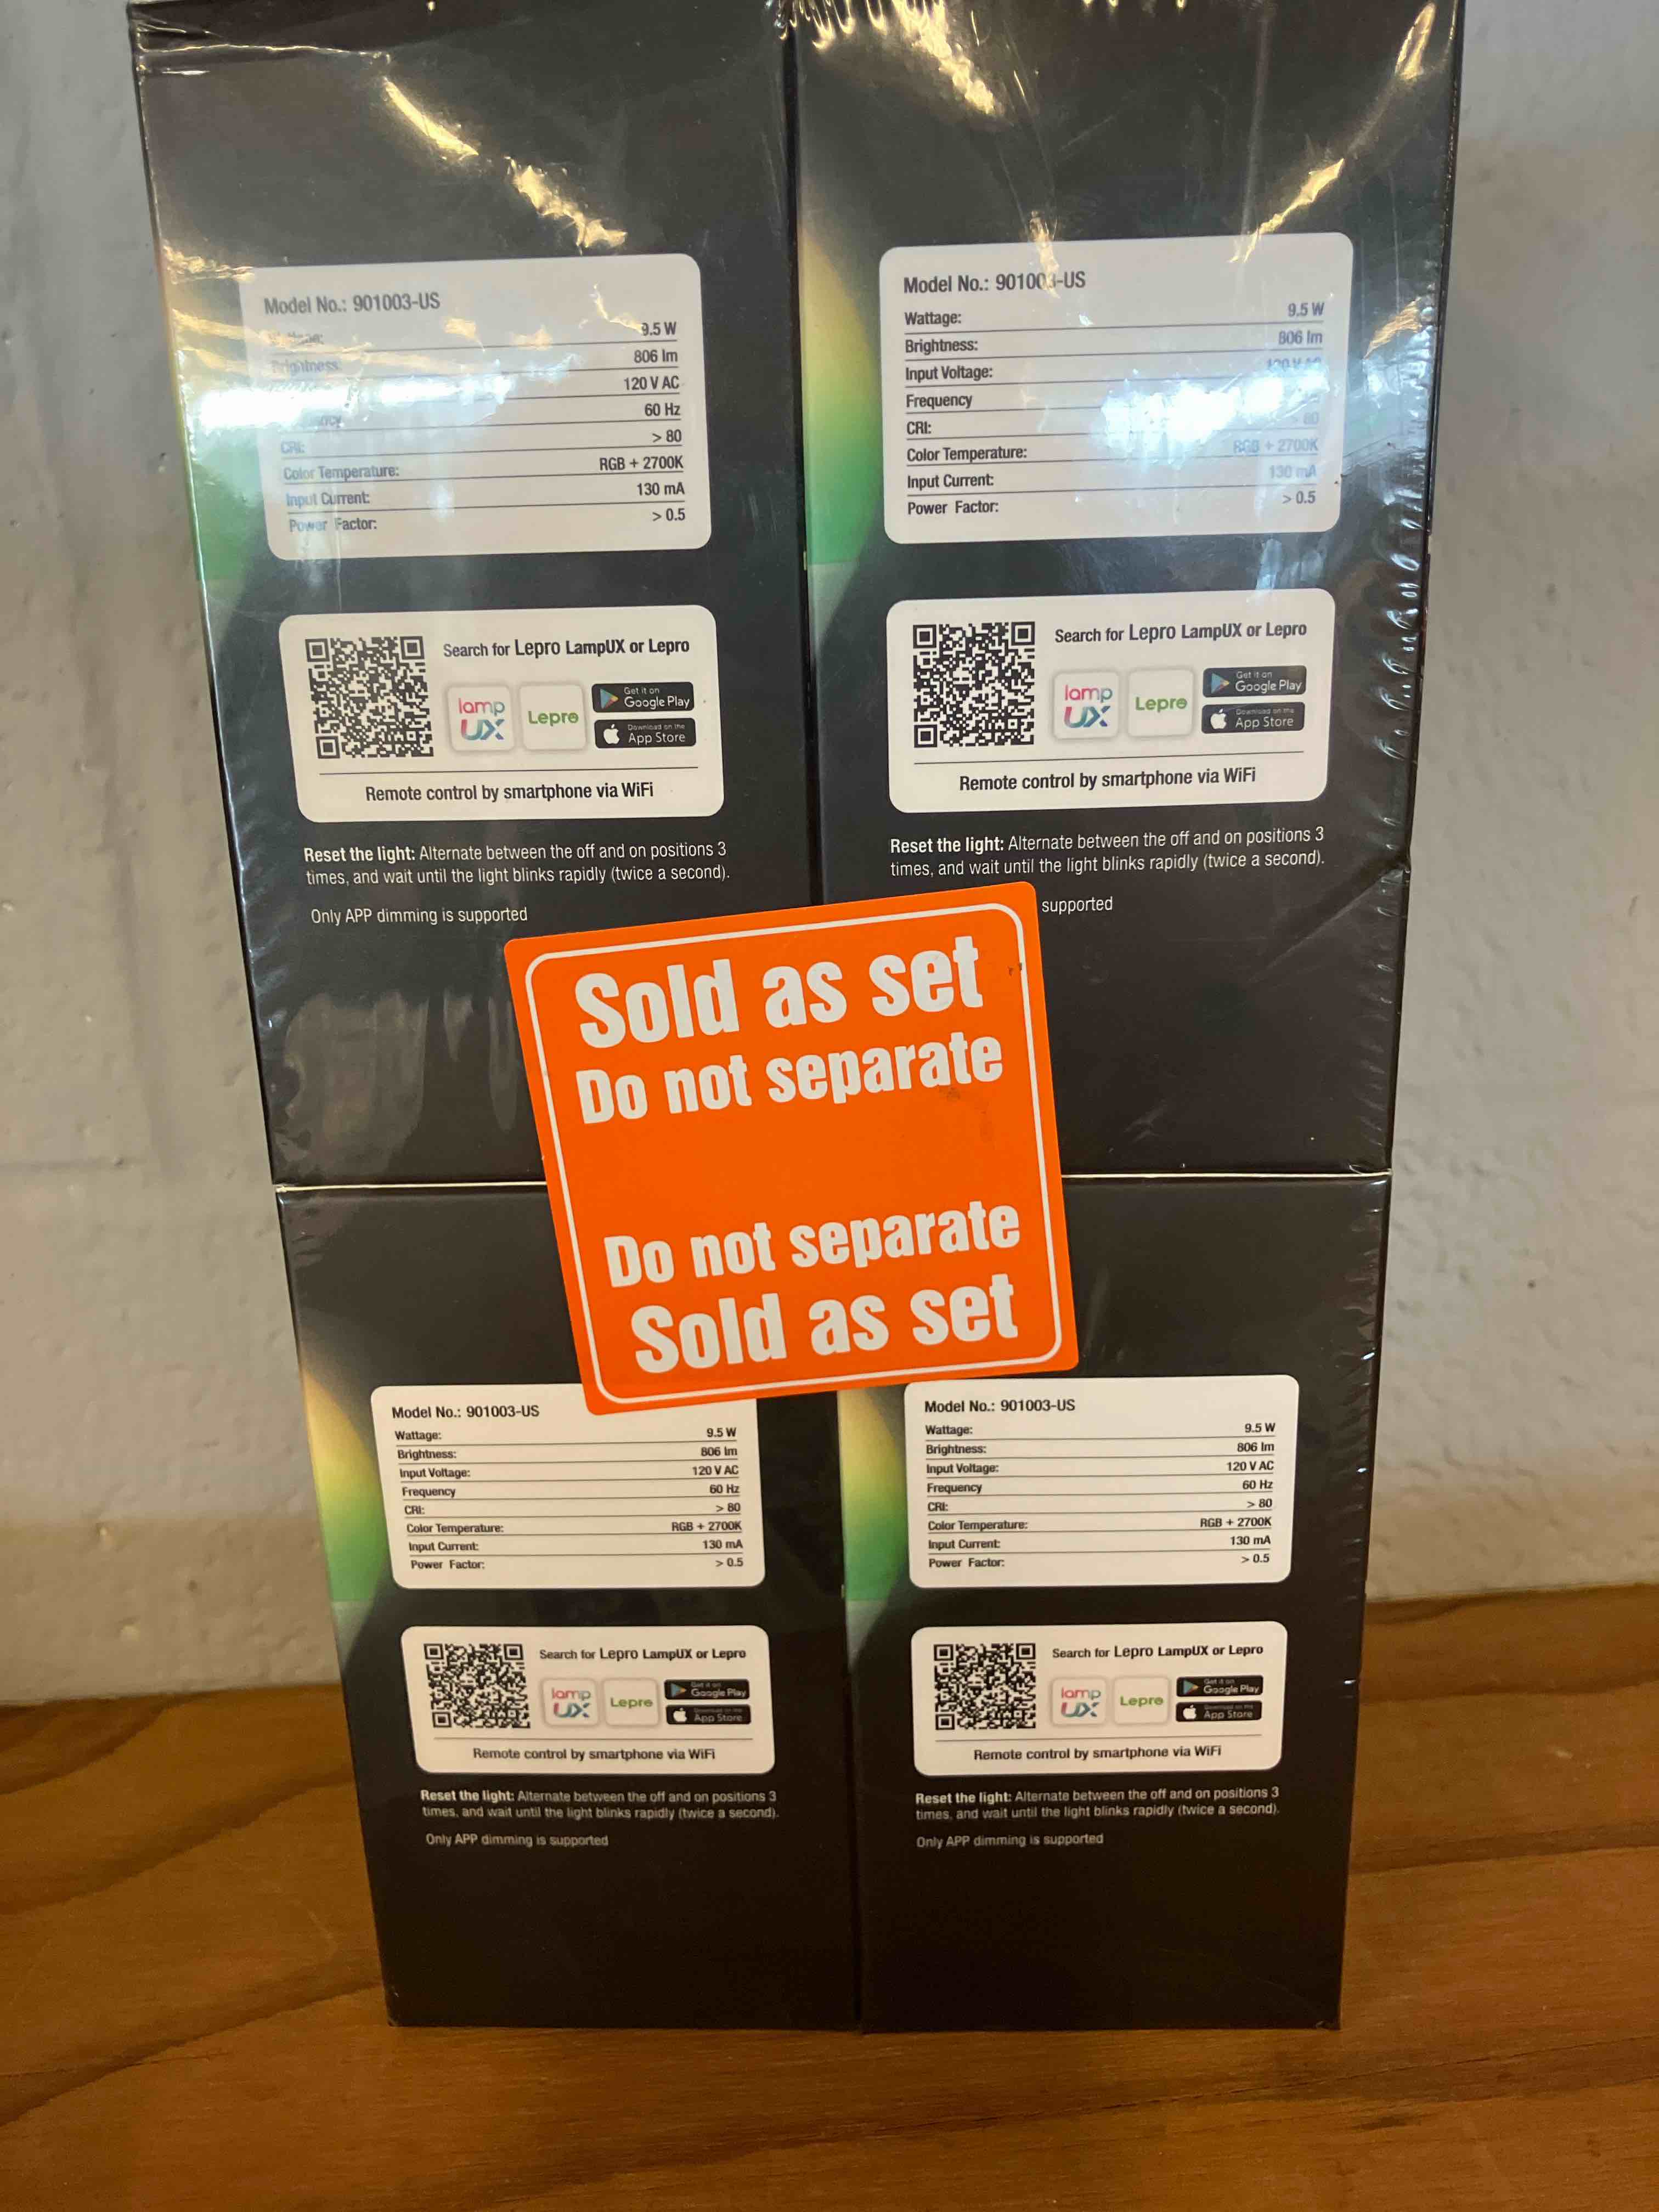 Model No.: 901003-US
9.5 W
Brightness: 806 lm
120 V AC
60 Hz
CRI: > 80
Color Temperature: RGB + 2700K
Input Current: 130 mA
Power Factor: > 0.5
Search for Lepro LampUX or Lepro
lamp UX
Lepro
Get it on Google Play
Download on the App Store
Remote control by smartphone via WiFi
Reset the light: Alternate between the off and on positions 3
times, and wait until the light blinks rapidly (twice a second).
Only APP dimming is supported
Model No.: 901003-US
Wattage: 9.5 W
Brightness: 806 lm
Input Voltage: 120 V AC
Frequency
CRI: 80
Color Temperature: RGB + 2700K
Input Current: 130 mA
Power Factor: > 0.5
Search for Lepro LampUX or Lepro
lamp UX
Lepro
Get it on Google Play
Download on the App Store
Remote control by smartphone via WiFi
Reset the light: Alternate between the off and on positions 3
times, and wait until the light blinks rapidly (twice a second).
supported
Sold as set
Do not separate
Do not separate
Sold as set
Model No.: 901003-US
Wattage: 9.5 W
Brightness: 806 lm
Input Voltage: 120 V AC
Frequency 60 Hz
CRI: > 80
Color Temperature: RGB + 2700K
Input Current: 130 mA
Power Factor: > 0.5
Search for Lepro LampUX or Lepro
lamp UX
Lepro
Get it on Google Play
Download on the App Store
Remote control by smartphone via WiFi
Reset the light: Alternate between the off and on positions 3
times, and wait until the light blinks rapidly (twice a second).
Only APP dimming is supported
Model No.: 901003-US
Wattage: 9.5 W
Brightness: 806 lm
Input Voltage: 120 V AC
Frequency 60 Hz
CRI: > 80
Color Temperature: RGB + 2700K
Input Current: 130 mA
Power Factor: > 0.5
Search for Lepro LampUX or Lepro
lamp UX
Lepro
Get it on Google Play
Download on the App Store
Remote control by smartphone via WiFi
Reset the light: Alternate between the off and on positions 3
times, and wait until the light blinks rapidly (twice a second).
Only APP dimming is supported